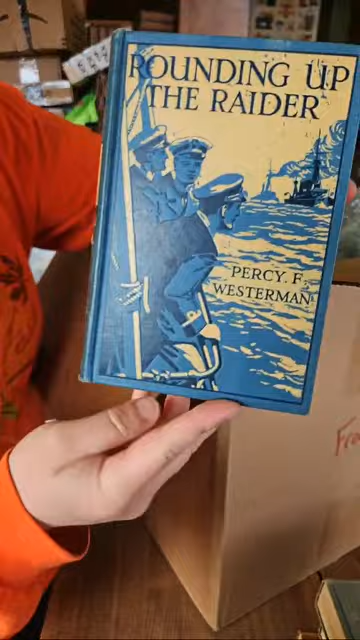 ROUNDING UP
THE RAIDER
PERCY. F.
WESTERMAN